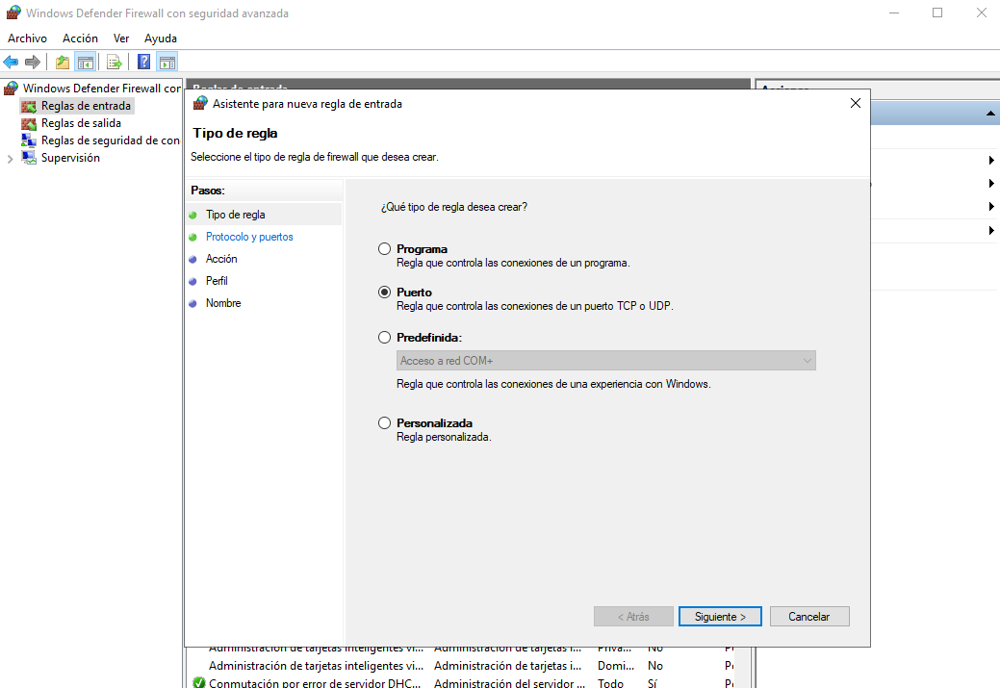 Windows Defender Firewall con seguridad avanzada
Archivo Acción Ver Ayuda
Windows Defender Firewall cor
Reglas de entrada
Reglas de salida
Reglas de seguridad de con
Supervisión
Reglas de entrada
Acciones
Asistente para nueva regla de entrada
Tipo de regla
Seleccione el tipo de regla de firewall que desea crear.
Pasos:
Tipo de regla
Protocolo y puertos
Acción
Perfil
Nombre
¿Qué tipo de regla desea crear?
Programa
Regla que controla las conexiones de un programa.
Puerto
Regla que controla las conexiones de un puerto TCP o UDP.
Predefinida:
Acceso a red COM+
Regla que controla las conexiones de una experiencia con Windows.
Personalizada
Regla personalizada.
< Atrás Siguiente > Cancelar
Administración de tarjetas inteligentes vi... Administración de tarjetas i... Priva... No
Administración de tarjetas inteligentes vi... Administración de tarjetas i... Domi... No
Conmutación por error de servidor DHC... Administración del servidor ... Todo Sí